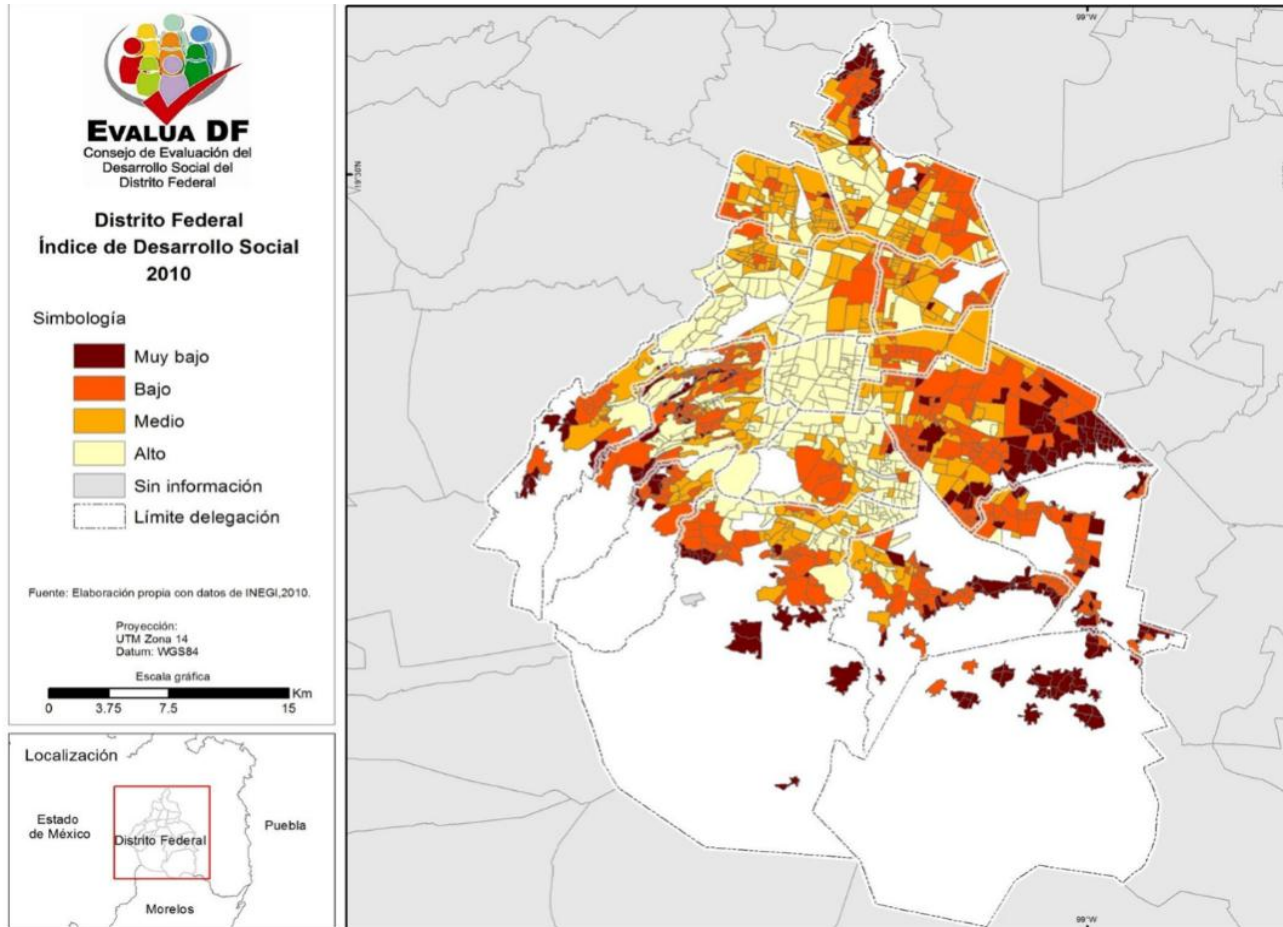 EVALUA DF
Consejo de Evaluación del
Desarrollo Social del
Distrito Federal
Distrito Federal
Índice de Desarrollo Social
2010
Simbología
Muy bajo
Bajo
Medio
Alto
Sin información
Límite delegación
Fuente: Elaboración propia con datos de INEGI,2010.
Proyección:
UTM Zona 14
Datum: WGS84
Escala gráfica
Km
0 3.75 7.5 15
Localización
Estado
de México
Distrito Federal
Puebla
Morelos
99°W
99°W